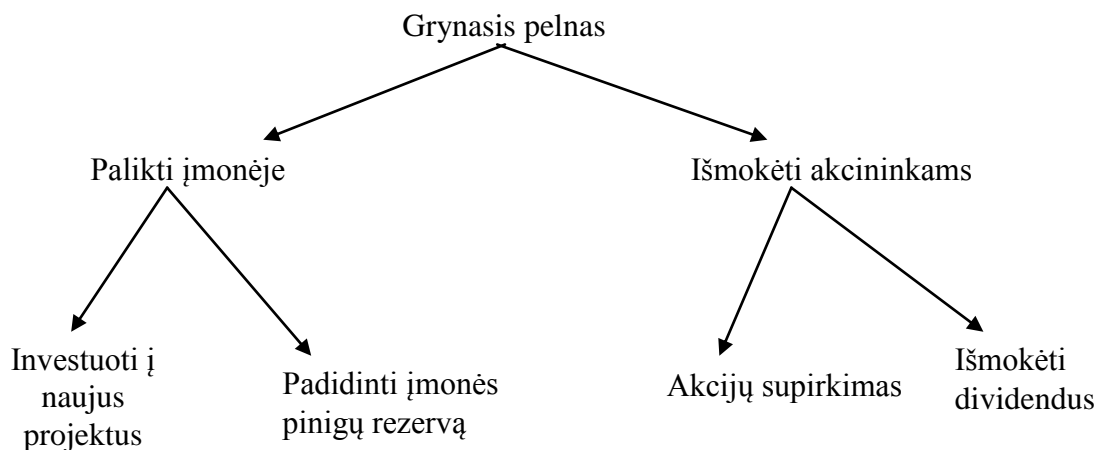 Grynasis pelnas
Palikti įmonėje
Išmokėti akcininkams
Investuoti į
naujus
projektus
Padidinti įmonės
pinigų rezervą
Akcijų supirkimas
Išmokėti
dividendus